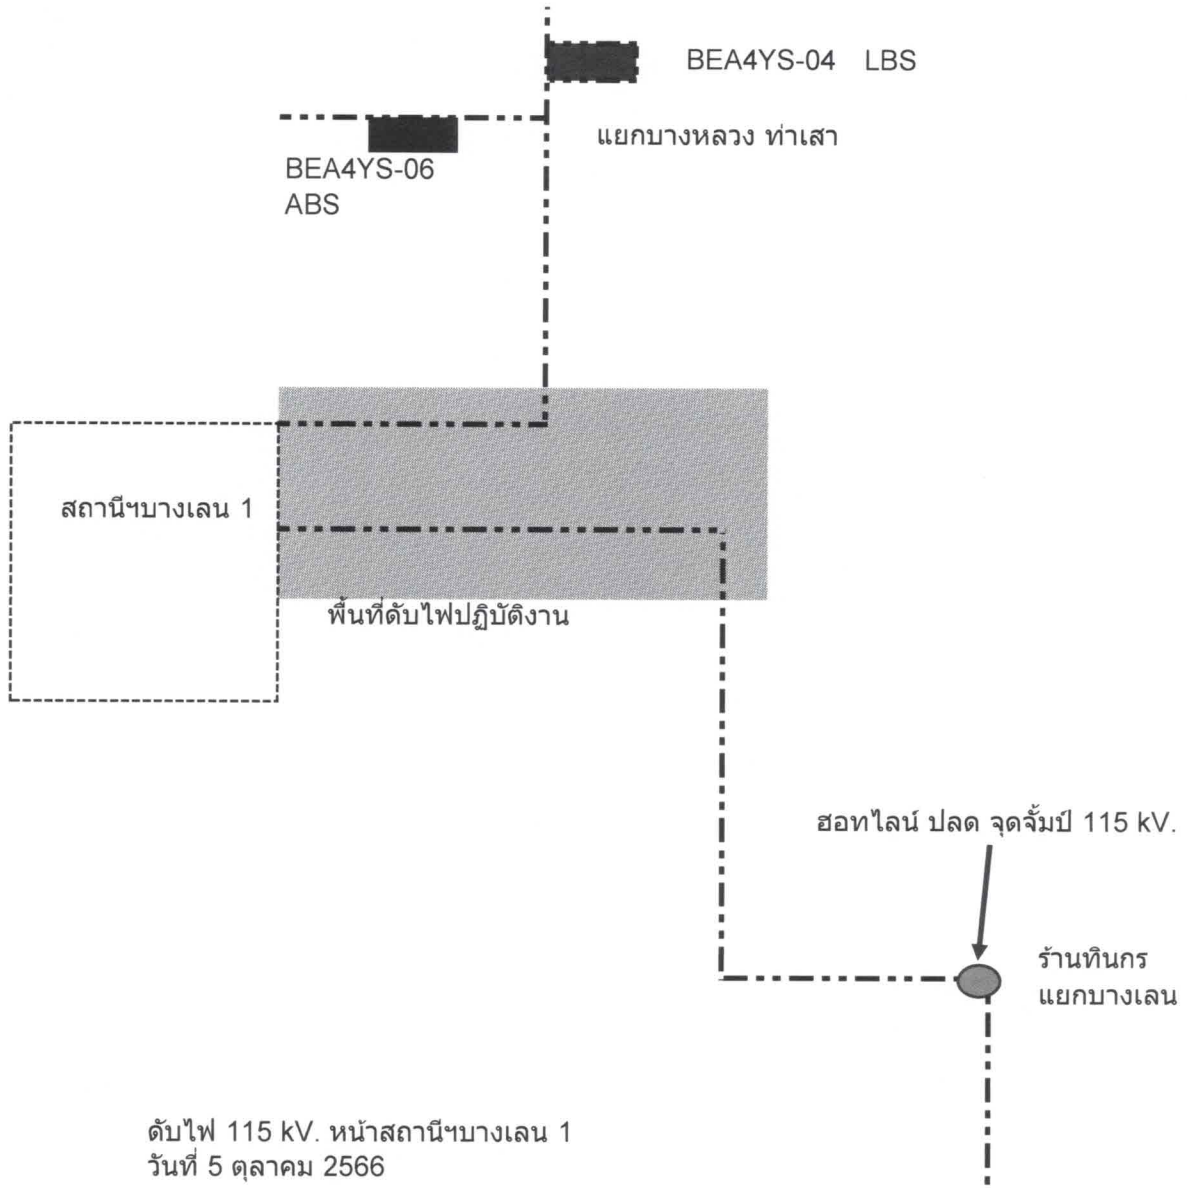 BEA4YS-04 LBS
แยกบางหลวง ท่าเสา
BEA4YS-06
ABS
สถานีฯบางเลน 1
พื้นที่ดับไฟปฏิบัติงาน
ฮอทไลน์ ปลด จุดจั้มป์ 115 kV.
ร้านทินกร
แยกบางเลน
ดับไฟ 115 kV. หน้าสถานีฯบางเลน 1
วันที่ 5 ตุลาคม 2566